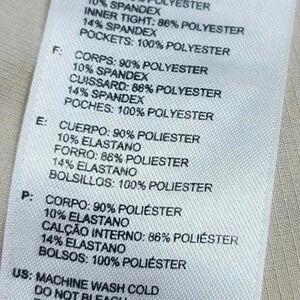 10% SPANDEX
INNER TIGHT: 86% POLYESTER
14% SPANDEX
POCKETS: 100% POLYESTER
F: CORPS: 90% POLYESTER
10% SPANDEX
CUISSARD: 86% POLYESTER
14% SPANDEX
POCHES: 100% POLYESTER
E: CUERPO: 90% POLIESTER
10% ELASTANO
FORRO: 86% POLIESTER
14% ELASTANO
BOLSILLOS: 100% POLIESTER
P: CORPO: 90% POLIÉSTER
10% ELASTANO
CALÇÃO INTERNO: 86% POLIÉSTER
14% ELASTANO
BOLSOS: 100% POLIÉSTER
US: MACHINE WASH COLD
DO NOT BLEACH